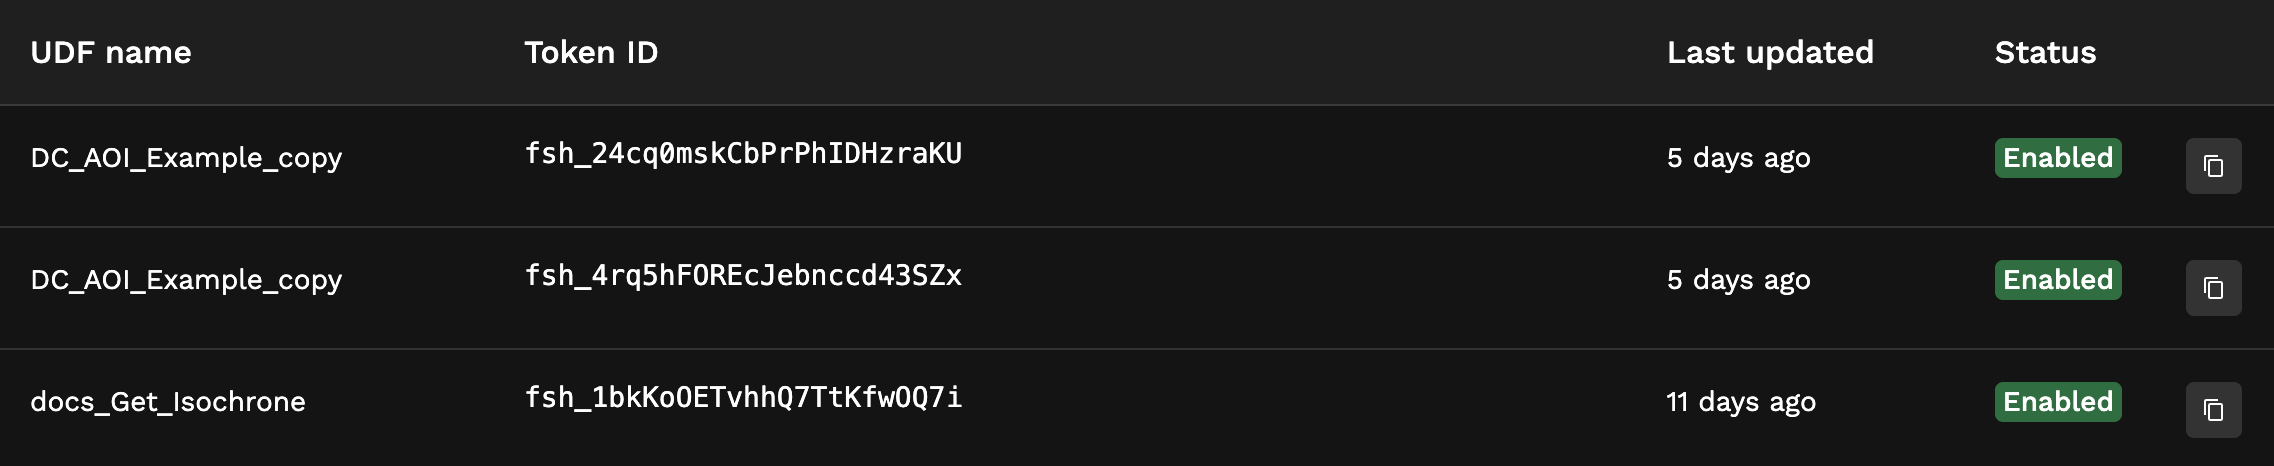 UDF name Token ID Last updated Status
DC_AOI_Example_copy fsh_24cq0mskCbPrPhIDHzraKU 5 days ago Enabled
DC_AOI_Example_copy fsh_4rq5hFOREcJebnccd43SZx 5 days ago Enabled
docs_Get_Isochrone fsh_1bkKoOETvhhQ7TtKfwOQ7i 11 days ago Enabled